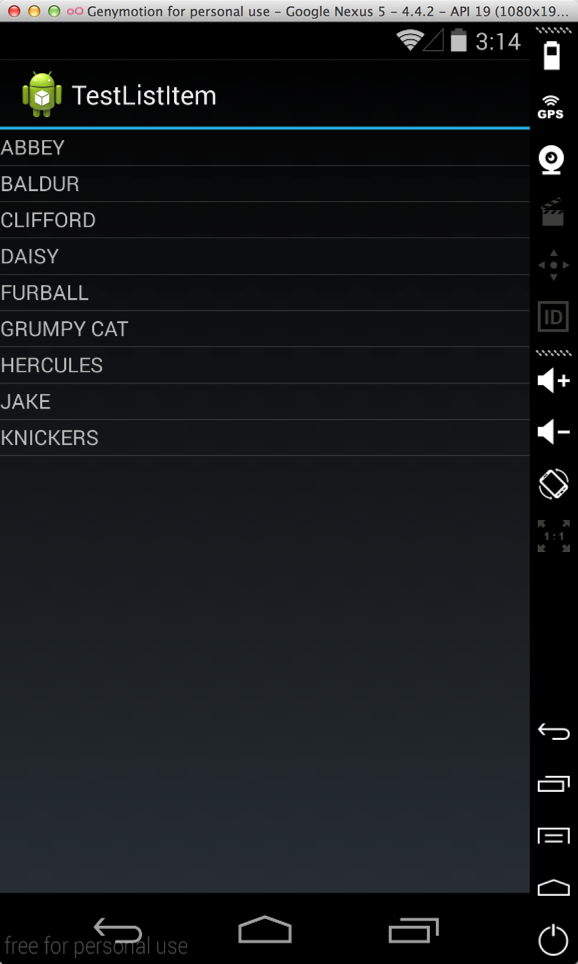 Genymotion for personal use – Google Nexus 5 – 4.4.2 – API 19 (1080x19...
3:14
TestListItem
GPS
ABBEY
BALDUR
CLIFFORD
DAISY
ID
FURBALL
GRUMPY CAT
HERCULES
JAKE
KNICKERS
1:1
free for personal use